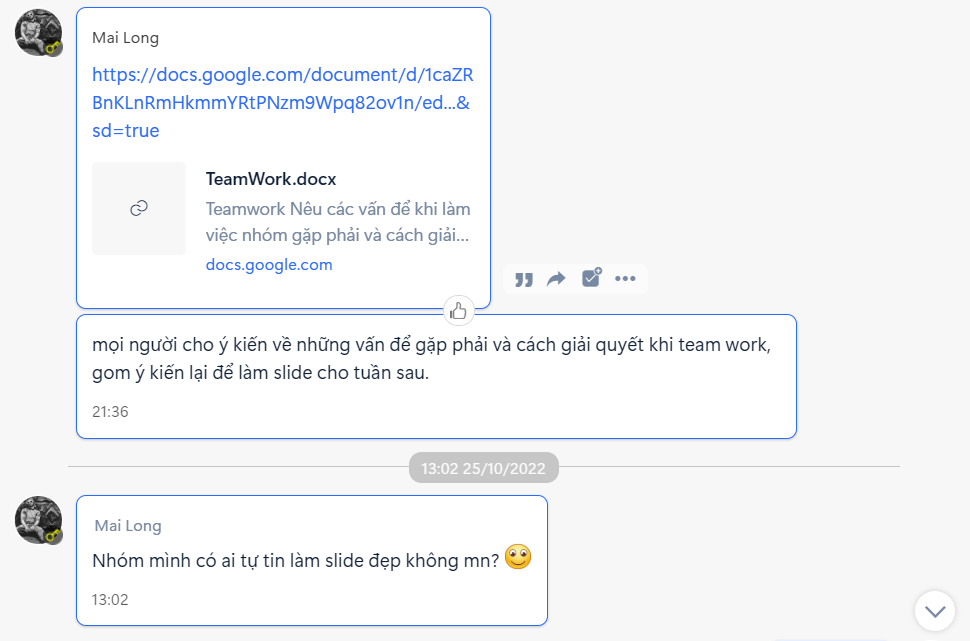 Mai Long
https://docs.google.com/document/d/1caZR
BnKLnRmHkmmYRtPNzm9Wpq82ov1n/ed...&
sd=true
TeamWork.docx
Teamwork Nêu các vấn để khi làm
việc nhóm gặp phải và cách giải...
docs.google.com
mọi người cho ý kiến về những vấn để gặp phải và cách giải quyết khi team work,
gom ý kiến lại để làm slide cho tuần sau.
21:36
13:02 25/10/2022
Mai Long
Nhóm mình có ai tự tin làm slide đẹp không mn?
13:02